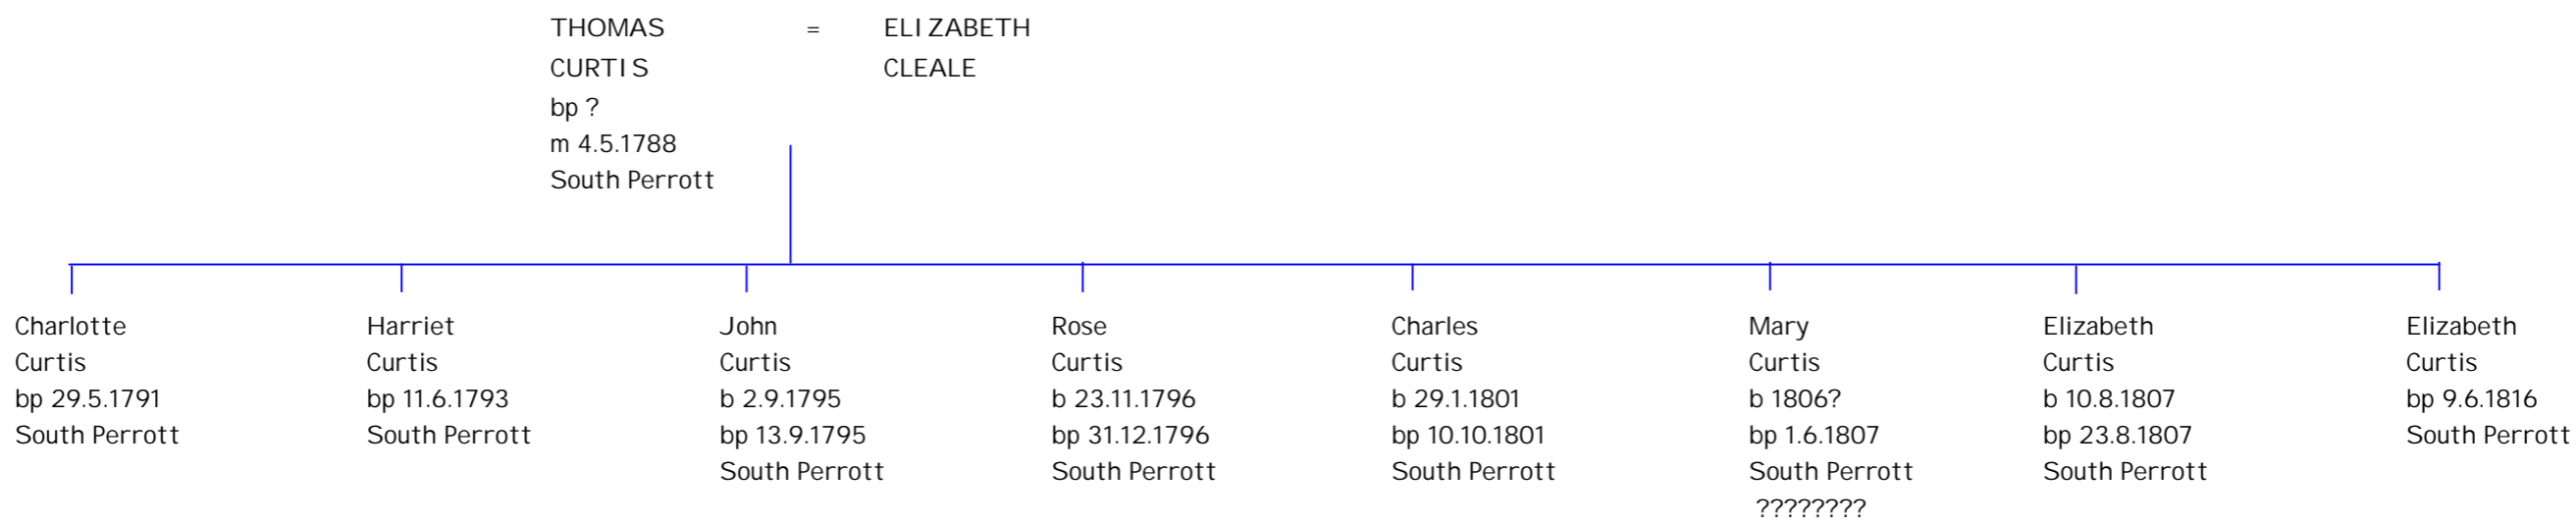 THOMAS = ELIZABETH
CURTIS CLEALE
bp ?
m 4.5.1788
South Perrott
Charlotte
Curtis
bp 29.5.1791
South Perrott
Harriet
Curtis
bp 11.6.1793
South Perrott
John
Curtis
b 2.9.1795
bp 13.9.1795
South Perrott
Rose
Curtis
b 23.11.1796
bp 31.12.1796
South Perrott
Charles
Curtis
b 29.1.1801
bp 10.10.1801
South Perrott
Mary
Curtis
b 1806?
bp 1.6.1807
South Perrott
????????
Elizabeth
Curtis
b 10.8.1807
bp 23.8.1807
South Perrott
Elizabeth
Curtis
bp 9.6.1816
South Perrott